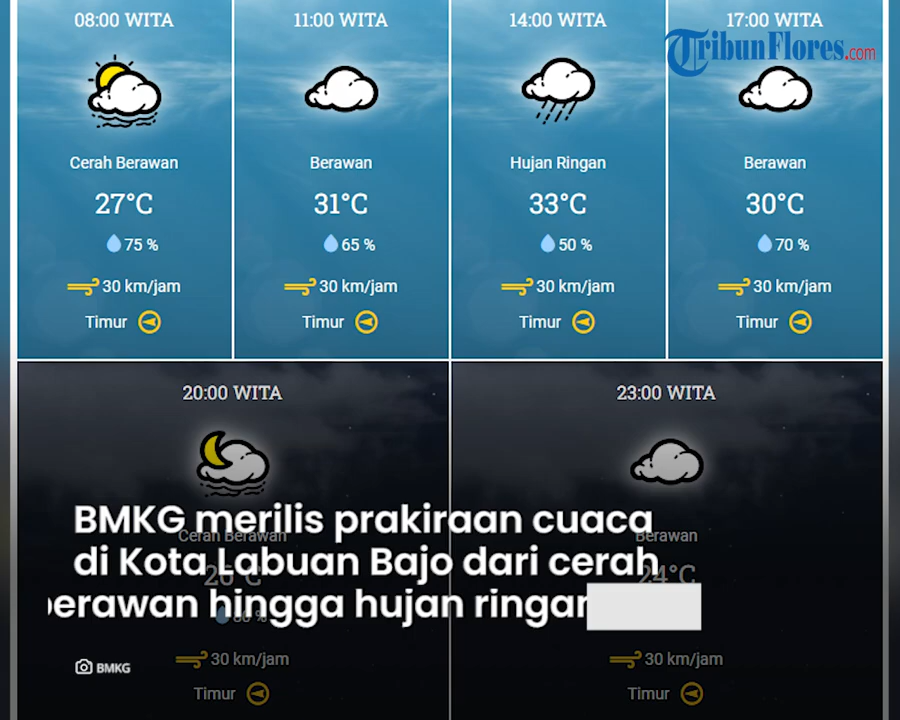 08:00 WITA
11:00 WITA
14:00 WITA
17:00 WITA
TribunFlores.com
Cerah Berawan
Berawan
Hujan Ringan
Berawan
27°C
31°C
33°C
30°C
75 %
65 %
50 %
70 %
30 km/jam
30 km/jam
30 km/jam
30 km/jam
Timur
Timur
Timur
Timur
20:00 WITA
23:00 WITA
Cerah Berawan
Berawan
24°C
BMKG merilis prakiraan cuaca
di Kota Labuan Bajo dari cerah
berawan hingga hujan ringan
BMKG
30 km/jam
30 km/jam
Timur
Timur